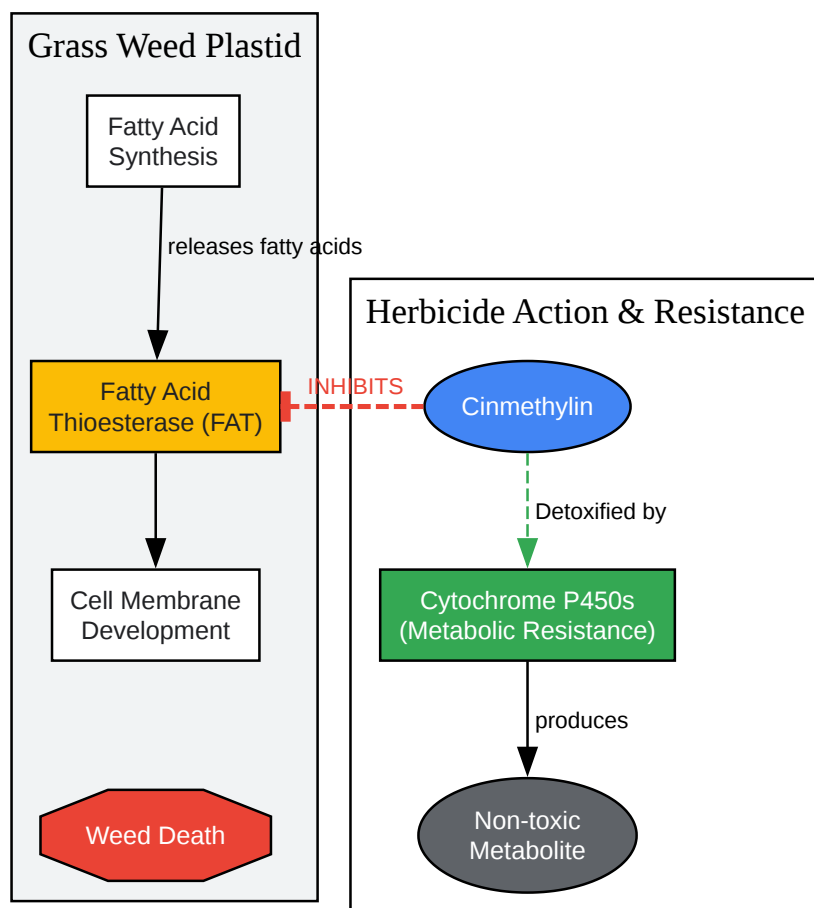 Grass Weed Plastid
Fatty Acid
Synthesis
releases fatty acids
Fatty Acid
Thioesterase (FAT)
Cell Membrane
Development
Weed Death
Herbicide Action & Resistance
INHIBITS
Cinmethylin
Detoxified by
Cytochrome P450s
(Metabolic Resistance)
produces
Non-toxic
Metabolite